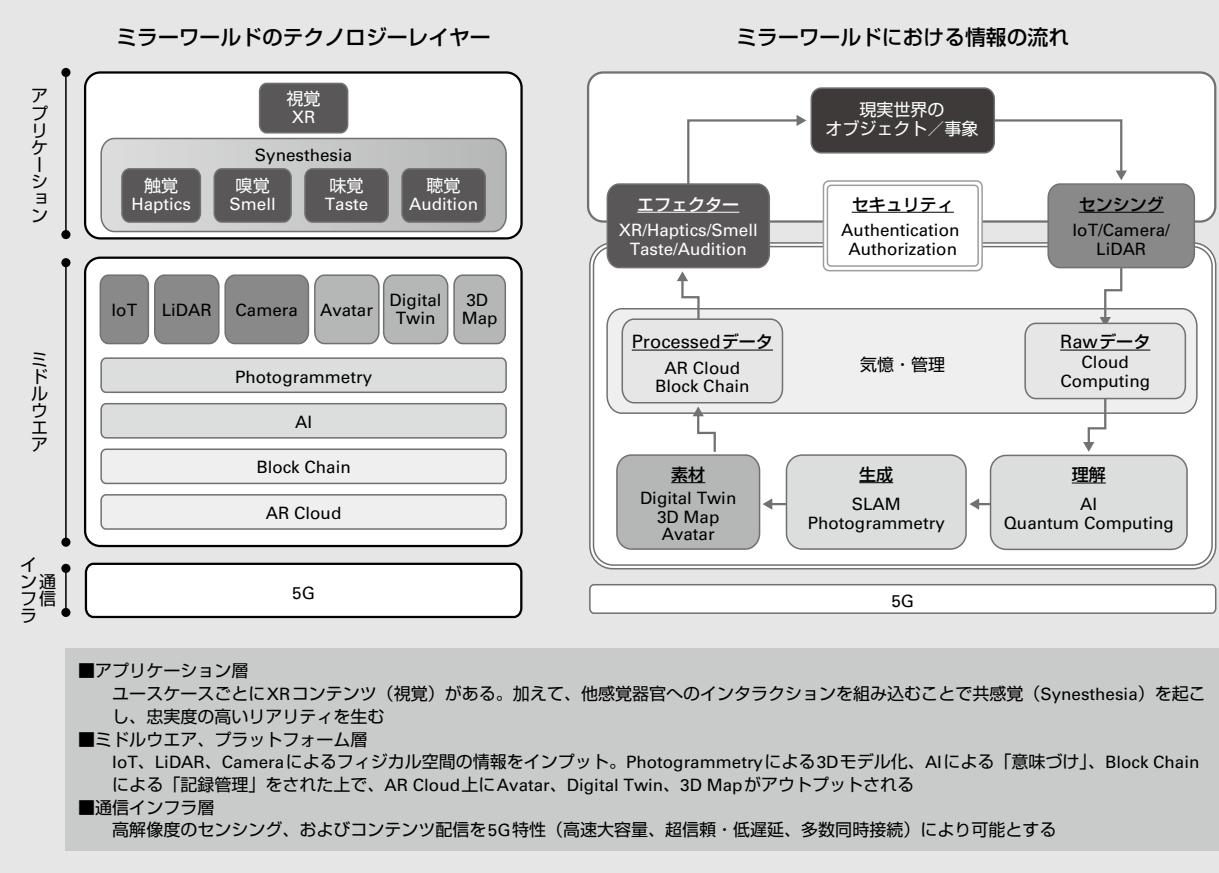 ミラーワールドのテクノロジーレイヤー
アプリケーション
視覚
XR
Synesthesia
触覚
Haptics
嗅覚
Smell
味覚
Taste
聴覚
Audition
ミドルウエア
IoT
LiDAR
Camera
Avatar
Digital
Twin
3D
Map
Photogrammetry
AI
Block Chain
AR Cloud
通信
インフラ
5G
ミラーワールドにおける情報の流れ
現実世界の
オブジェクト／事象
エフェクター
XR/Haptics/Smell
Taste/Audition
セキュリティ
Authentication
Authorization
センシング
IoT/Camera/
LiDAR
Processedデータ
AR Cloud
Block Chain
気憶・管理
Rawデータ
Cloud
Computing
素材
Digital Twin
3D Map
Avatar
生成
SLAM
Photogrammetry
理解
AI
Quantum Computing
5G
■アプリケーション層
ユースケースごとにXRコンテンツ（視覚）がある。加えて、他感覚器官へのインタラクションを組み込むことで共感覚（Synesthesia）を起こ
し、忠実度の高いリアリティを生む
■ミドルウエア、プラットフォーム層
IoT、LiDAR、Cameraによるフィジカル空間の情報をインプット。Photogrammetryによる3Dモデル化、AIによる「意味づけ」、Block Chain
による「記録管理」をされた上で、AR Cloud上にAvatar、Digital Twin、3D Mapがアウトプットされる
■通信インフラ層
高解像度のセンシング、およびコンテンツ配信を5G特性（高速大容量、超信頼・低遅延、多数同時接続）により可能とする